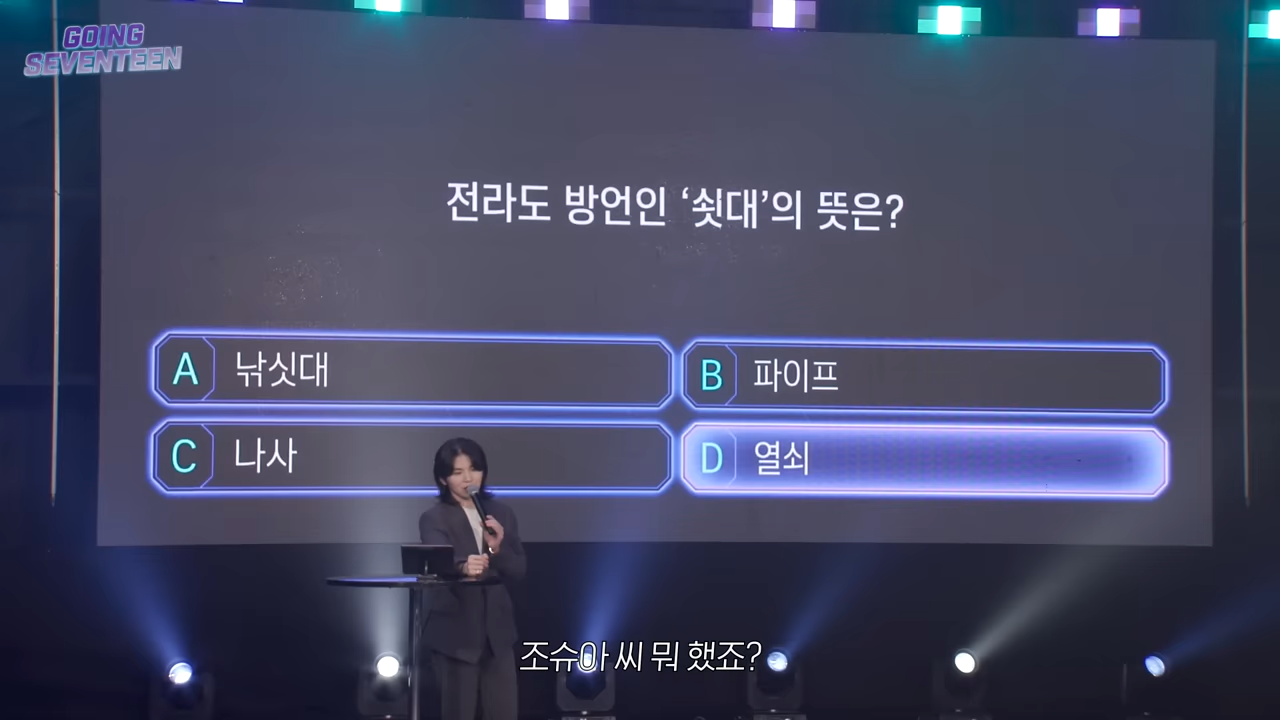 GOING
SEVENTEEN
전라도 방언인 ‘쇳대’의 뜻은?
A 낚싯대
B 파이프
C 나사
D 열쇠
조슈아 씨 뭐 했죠?